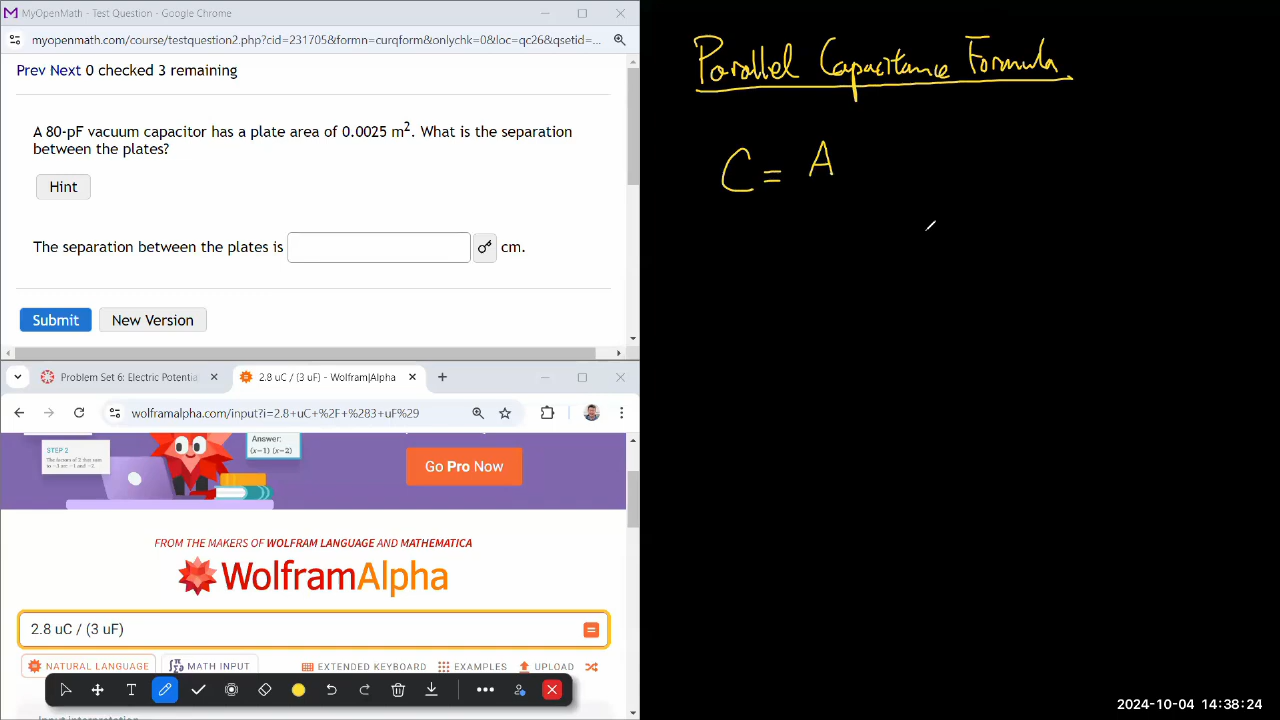 MyOpenMath - Test Question - Google Chrome
myopenmath.com/course/testquestion2.php?cid=231705&formn=curqform&onlychk=0&loc=qc26&qsetid=...
Prev Next 0 checked 3 remaining
A 80-pF vacuum capacitor has a plate area of 0.0025 m². What is the separation
between the plates?
Hint
The separation between the plates is cm.
Submit New Version
Problem Set 6: Electric Potentia 2.8 uC / (3 uF) - Wolfram|Alpha
wolframalpha.com/input?i=2.8+uC+%2F+%283+uF%29
STEP 2
Answer:
(x−1) (x−2)
Go Pro Now
FROM THE MAKERS OF WOLFRAM LANGUAGE AND MATHEMATICA
WolframAlpha
2.8 uC / (3 uF)
NATURAL LANGUAGE MATH INPUT EXTENDED KEYBOARD EXAMPLES UPLOAD
Input interpretation
Parallel Capacitance Formula
C = A
2024-10-04 14:38:24